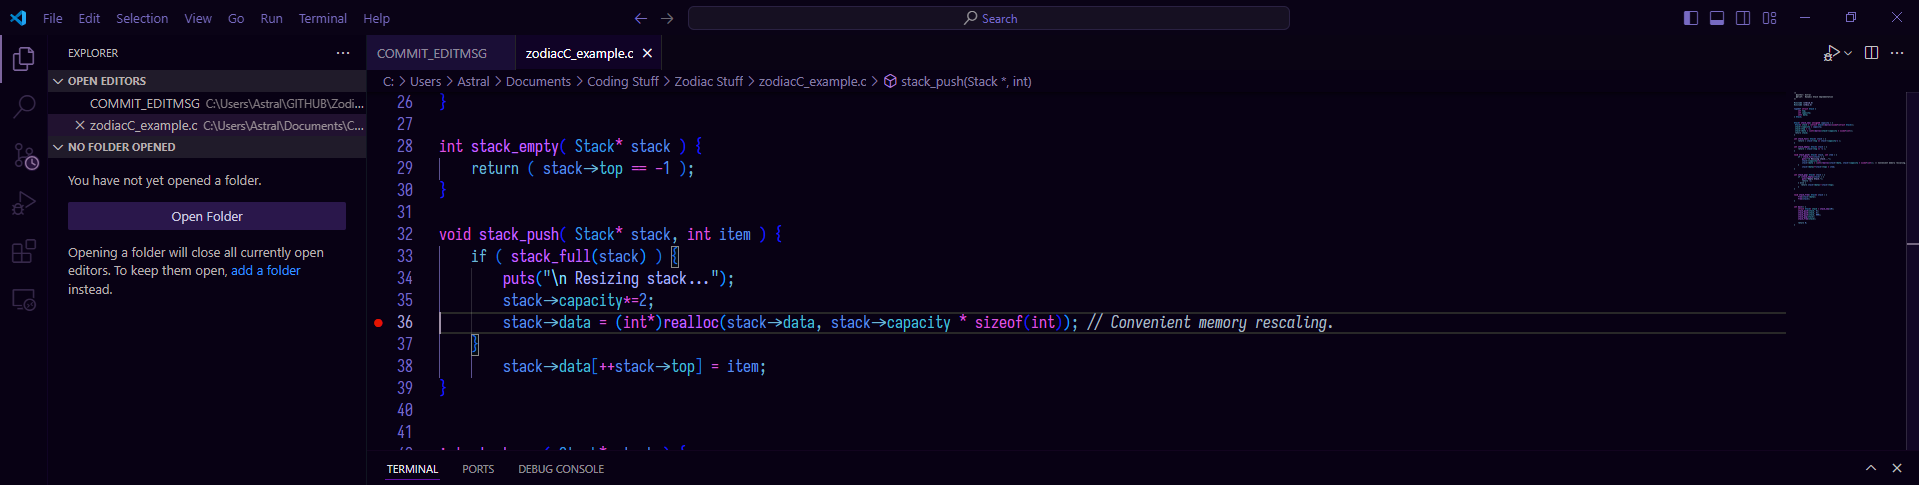 File Edit Selection View Go Run Terminal Help
Search
EXPLORER
OPEN EDITORS
COMMIT_EDITMSG C:\Users\Astral\GITHUB\Zodi...
zodiacC_example.c C:\Users\Astral\Documents\C...
NO FOLDER OPENED
You have not yet opened a folder.
Open Folder
Opening a folder will close all currently open
editors. To keep them open, add a folder
instead.
COMMIT_EDITMSG zodiacC_example.c
C: > Users > Astral > Documents > Coding Stuff > Zodiac Stuff > zodiacC_example.c > stack_push(Stack *, int)
26 }
27
28 int stack_empty( Stack* stack ) {
29 return ( stack->top == -1 );
30 }
31
32 void stack_push( Stack* stack, int item ) {
33 if ( stack_full(stack) ) {
34 puts("\n Resizing stack...");
35 stack->capacity*=2;
36 stack->data = (int*)realloc(stack->data, stack->capacity * sizeof(int)); // Convenient memory rescaling.
37 }
38 stack->data[++stack->top] = item;
39 }
40
41
TERMINAL PORTS DEBUG CONSOLE